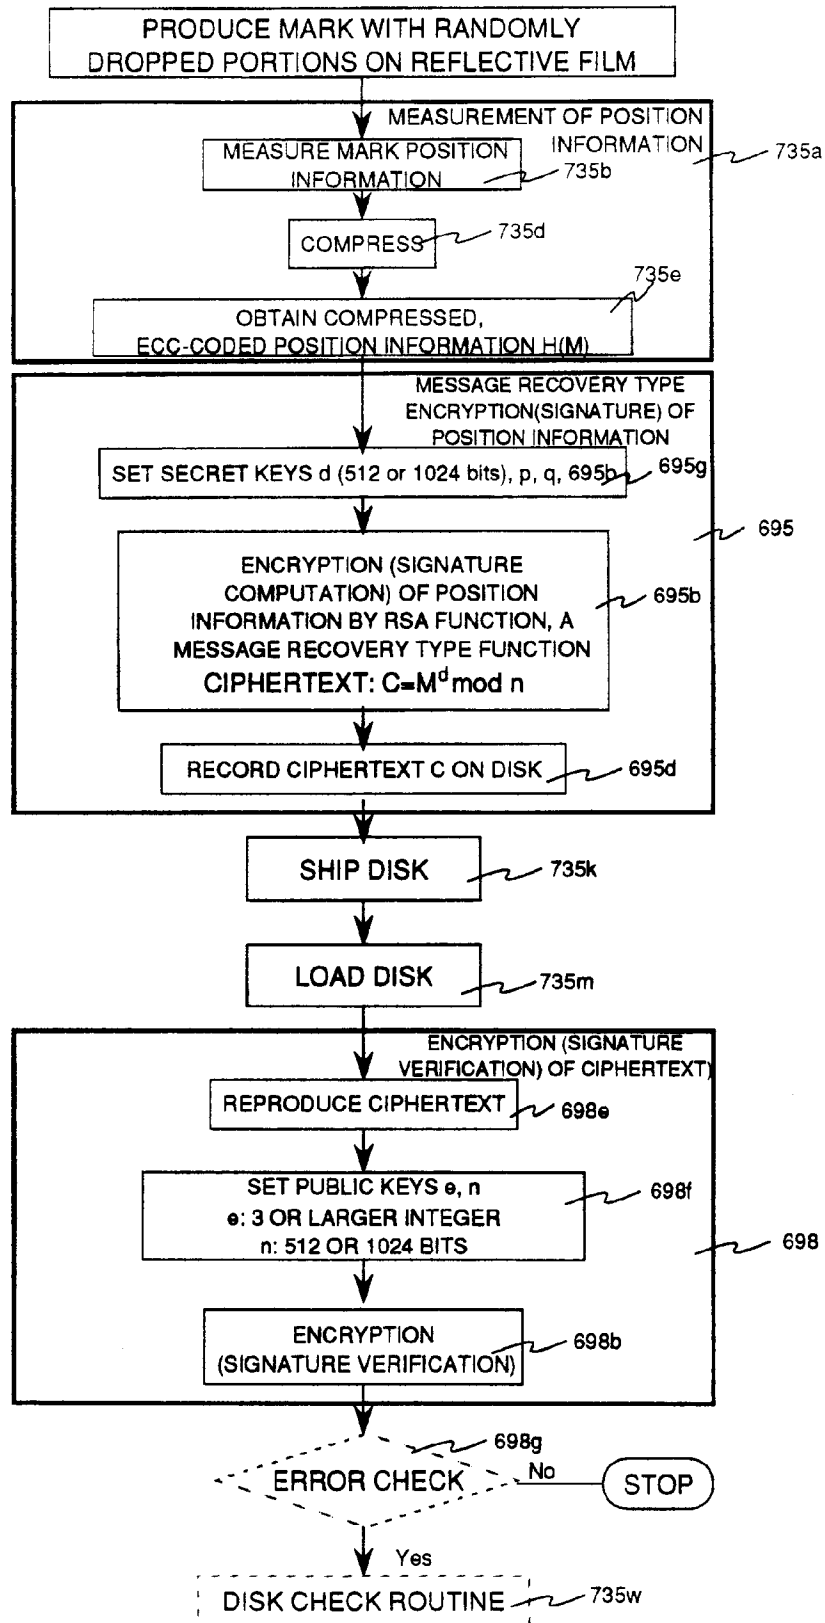 PRODUCE MARK WITH RANDOMLY
DROPPED PORTIONS ON REFLECTIVE FILM
MEASUREMENT OF POSITION
INFORMATION
735a
MEASURE MARK POSITION
INFORMATION
735b
COMPRESS
735d
735e
OBTAIN COMPRESSED,
ECC-CODED POSITION INFORMATION H(M)
MESSAGE RECOVERY TYPE
ENCRYPTION(SIGNATURE) OF
POSITION INFORMATION
SET SECRET KEYS d (512 or 1024 bits), p, q, 695b
695g
695
ENCRYPTION (SIGNATURE
COMPUTATION) OF POSITION
INFORMATION BY RSA FUNCTION, A
MESSAGE RECOVERY TYPE FUNCTION
CIPHERTEXT: C=M^d mod n
695b
RECORD CIPHERTEXT C ON DISK
695d
SHIP DISK
735k
LOAD DISK
735m
ENCRYPTION (SIGNATURE
VERIFICATION) OF CIPHERTEXT)
REPRODUCE CIPHERTEXT
698e
SET PUBLIC KEYS e, n
e: 3 OR LARGER INTEGER
n: 512 OR 1024 BITS
698f
698
ENCRYPTION
(SIGNATURE VERIFICATION)
698b
698g
ERROR CHECK
No
STOP
Yes
DISK CHECK ROUTINE
735w